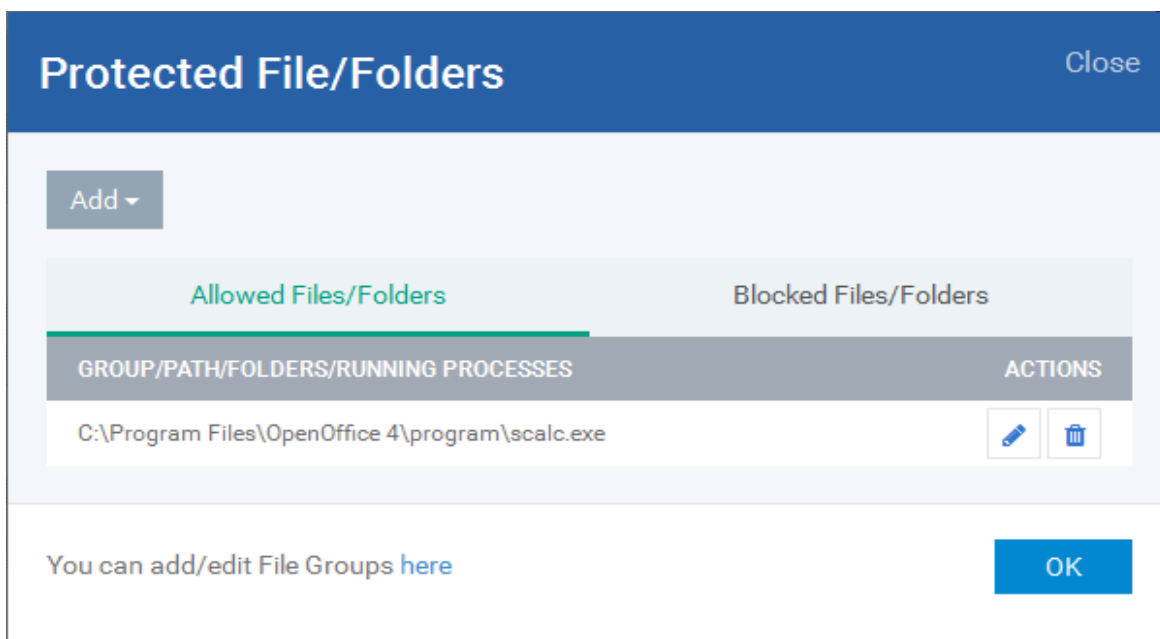 Protected File/Folders
Close
Add
Allowed Files/Folders
Blocked Files/Folders
GROUP/PATH/FOLDERS/RUNNING PROCESSES
ACTIONS
C:\Program Files\OpenOffice 4\program\scalc.exe
You can add/edit File Groups here
OK